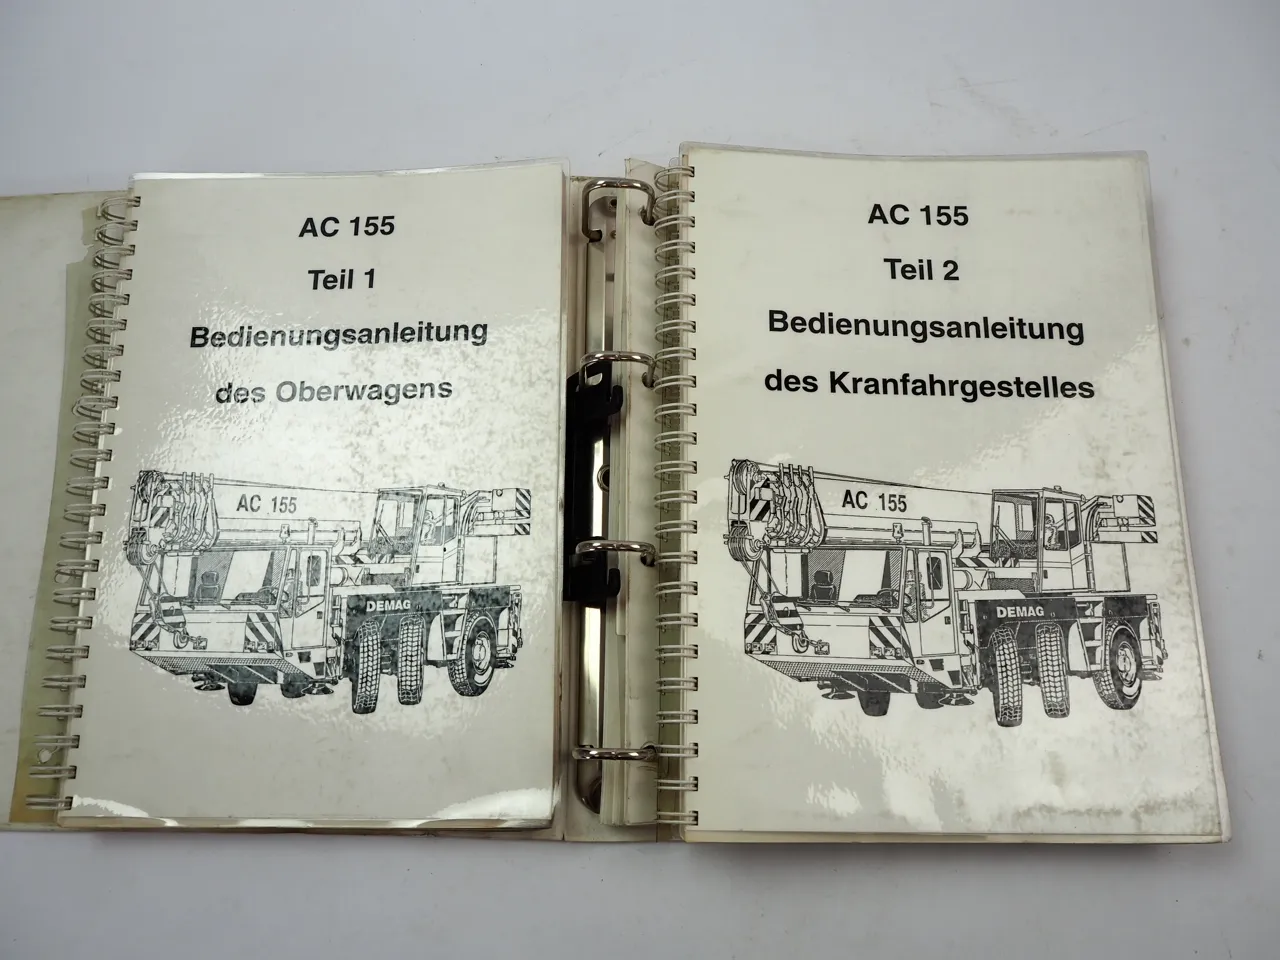 AC 155
Teil 1
Bedienungsanleitung
des Oberwagens
AC 155
DEMAG
AC 155
Teil 2
Bedienungsanleitung
des Kranfahrgestelles
AC 155
DEMAG